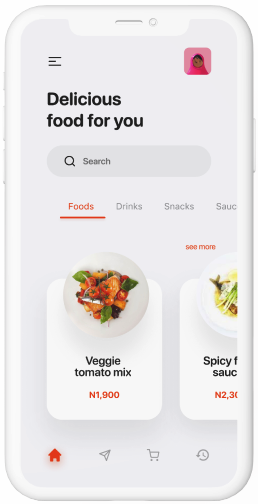 Delicious
food for you
Search
Foods Drinks Snacks Sauc
see more
Veggie
tomato mix
N1,900
Spicy f
sauc
N2,30